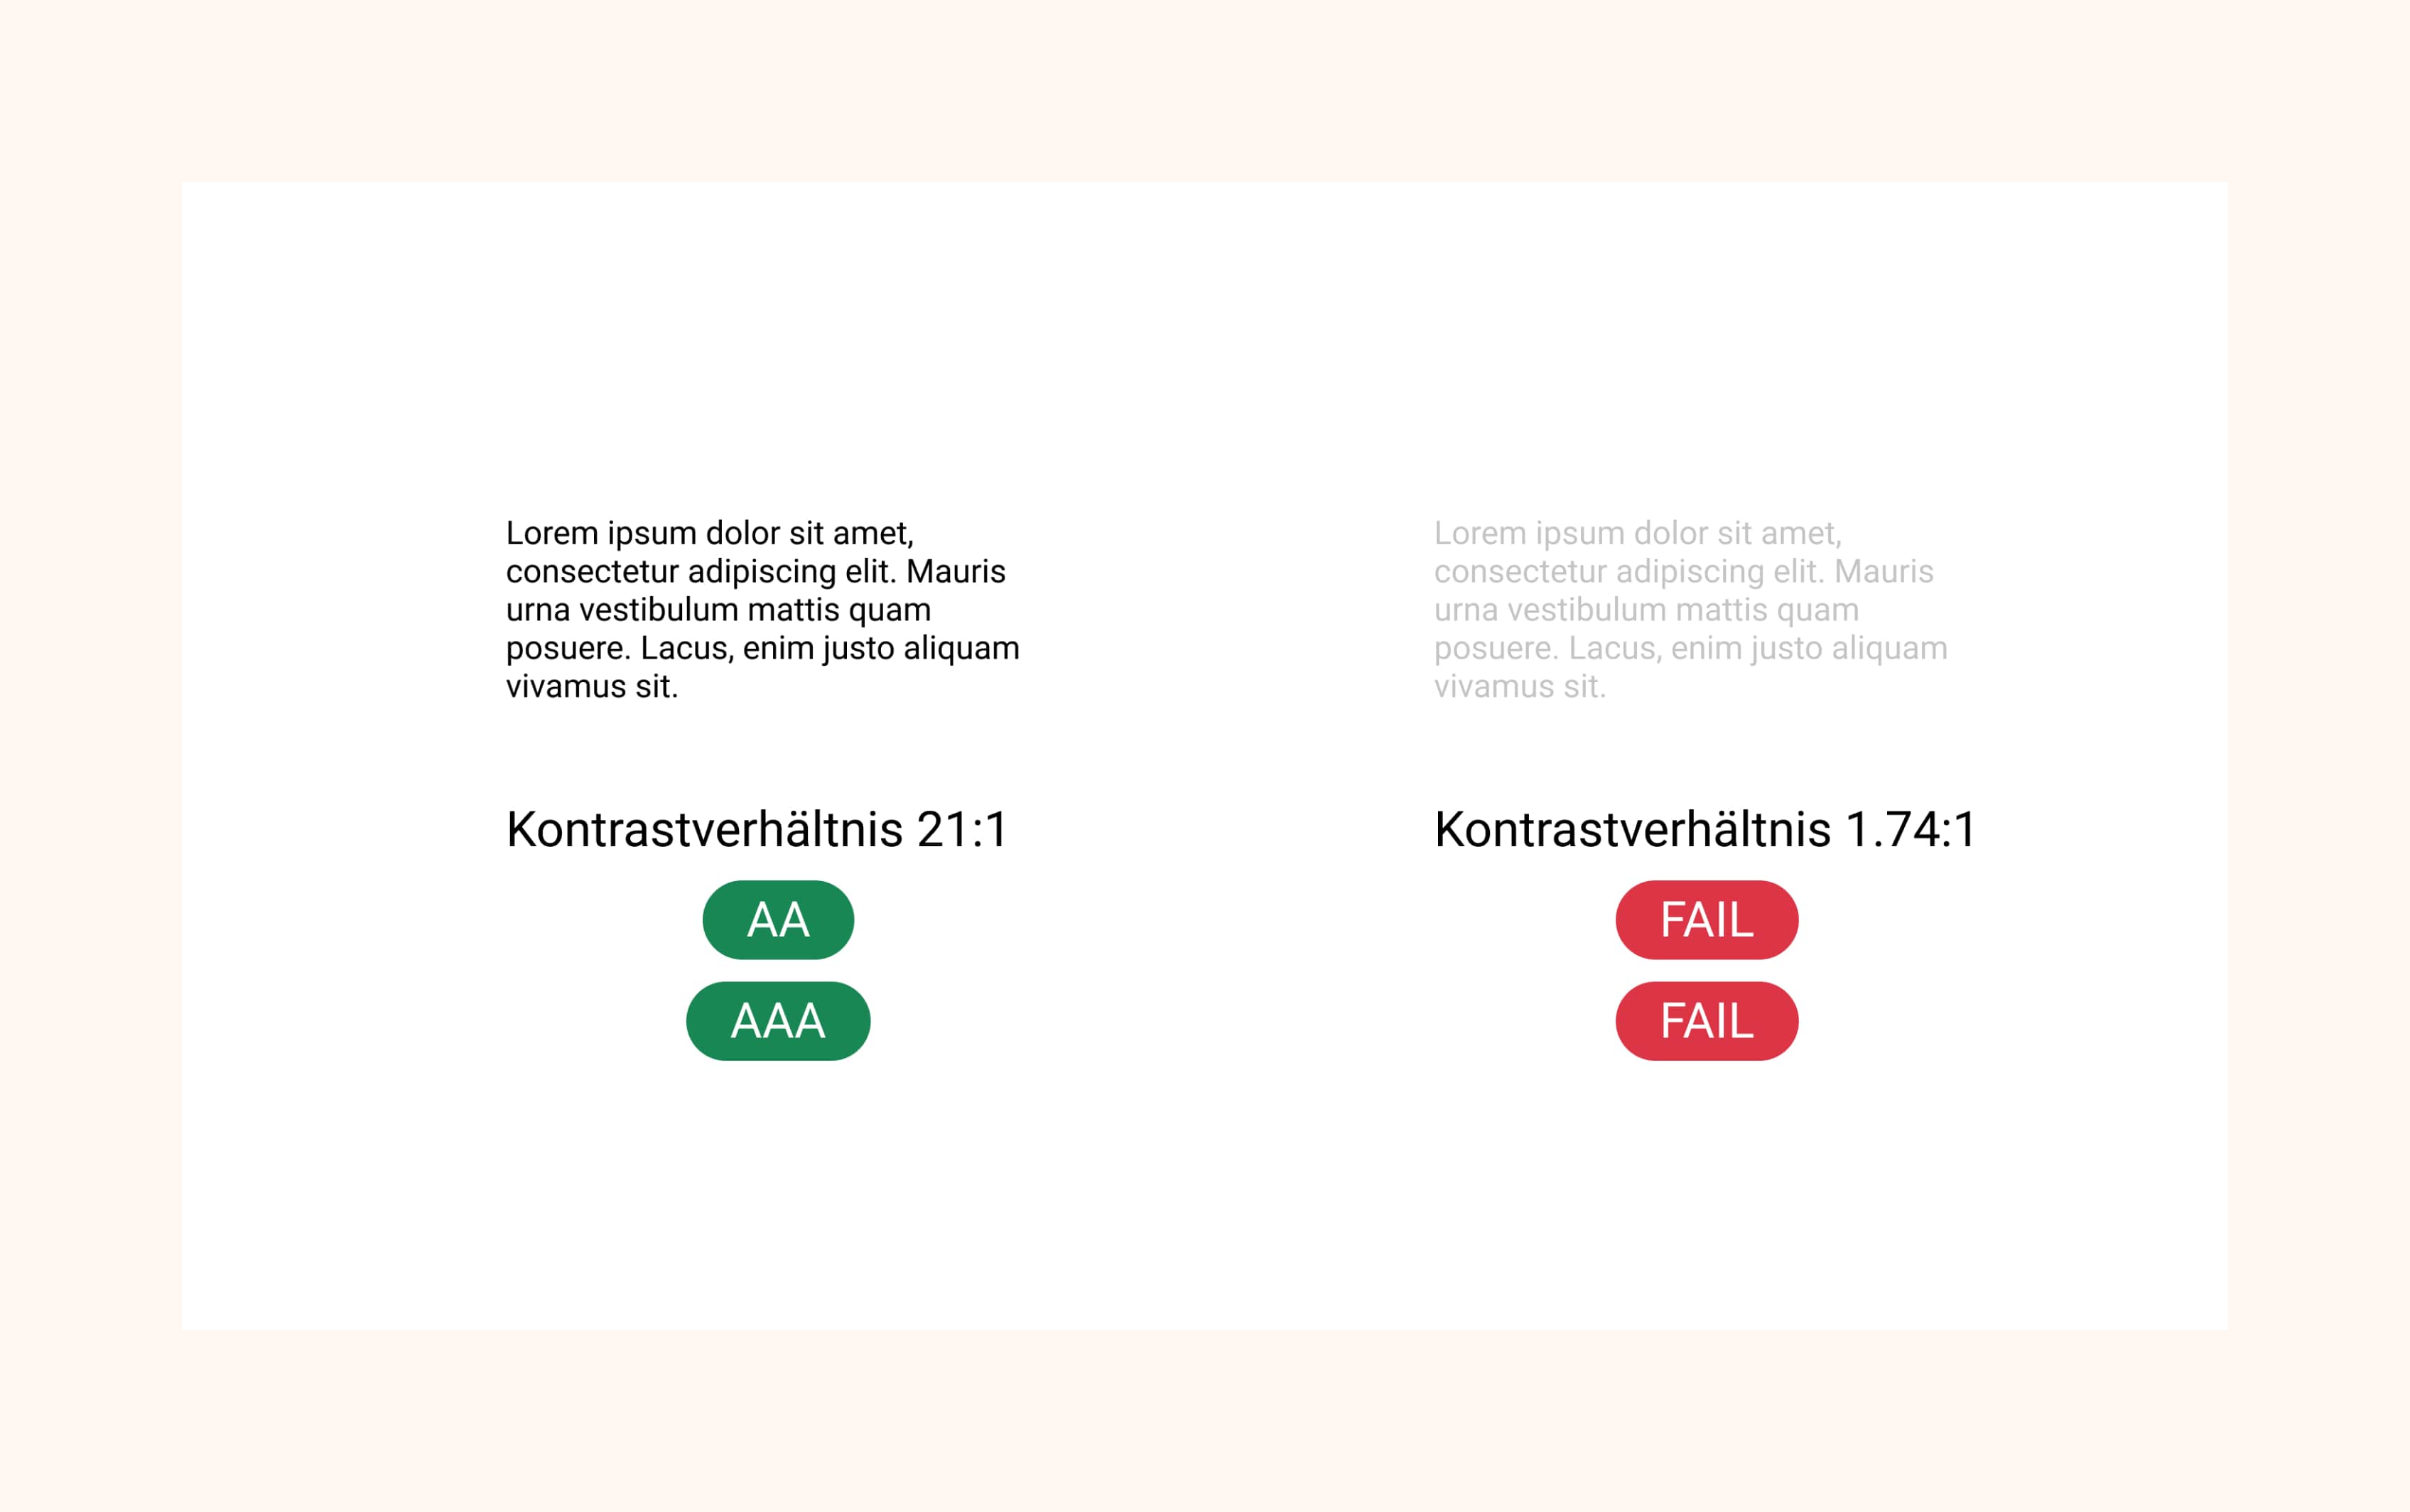 Lorem ipsum dolor sit amet,
consectetur adipiscing elit. Mauris
urna vestibulum mattis quam
posuere. Lacus, enim justo aliquam
vivamus sit.
Kontrastverhältnis 21:1
AA
AAA
Lorem ipsum dolor sit amet,
consectetur adipiscing elit. Mauris
urna vestibulum mattis quam
posuere. Lacus, enim justo aliquam
vivamus sit.
Kontrastverhältnis 1.74:1
FAIL
FAIL